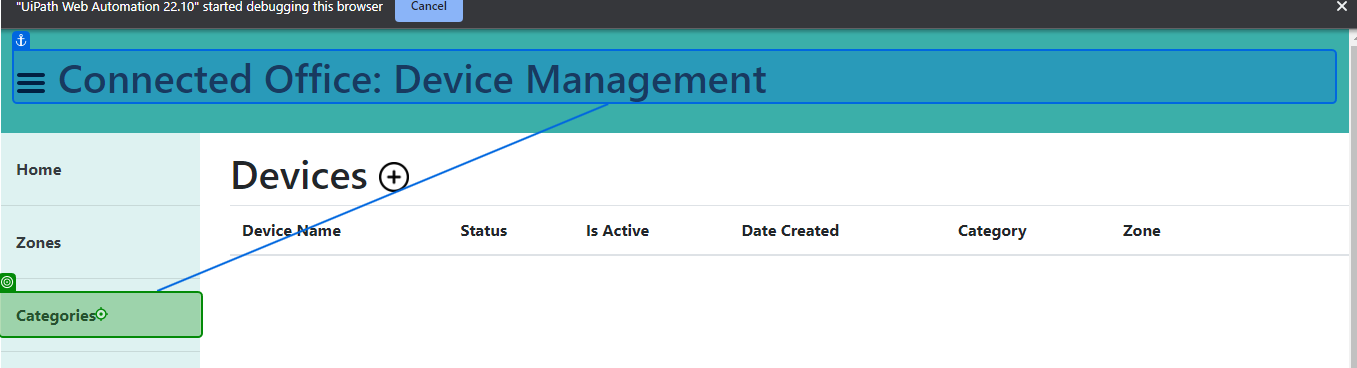 "UiPath Web Automation 22.10" started debugging this browser Cancel
Connected Office: Device Management
Home
Devices
Device Name Status Is Active Date Created Category Zone
Zones
Categories